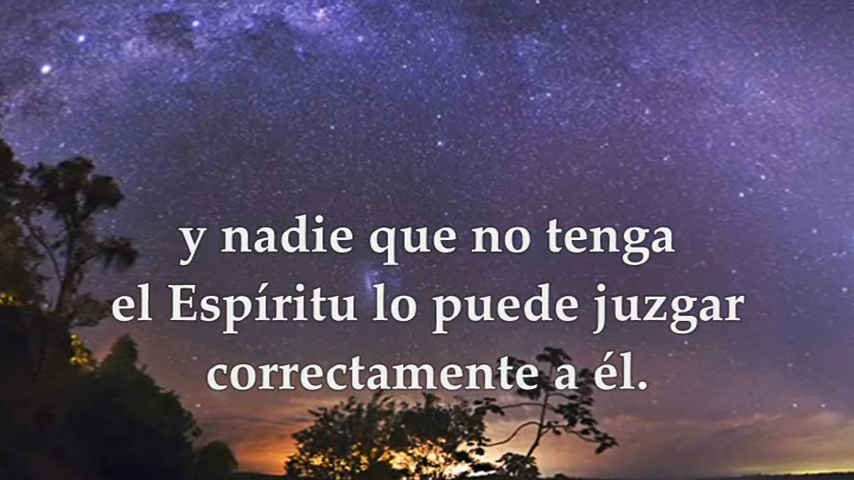 y nadie que no tenga
el Espíritu lo puede juzgar
correctamente a él.